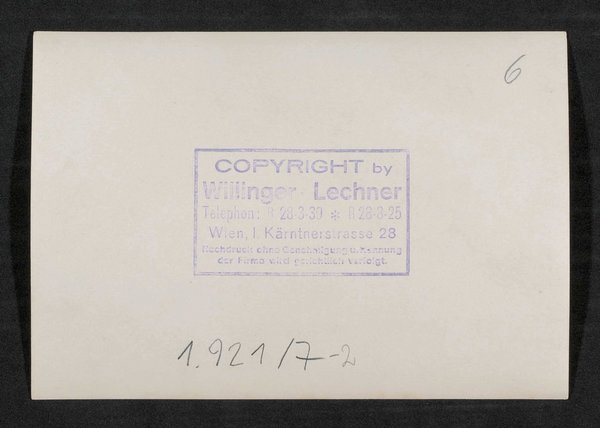 6
COPYRIGHT by
Willinger - Lechner
Telephon: R 28-3-30 * R 28-3-25
Wien, I. Kärntnerstrasse 28
Nachdruck ohne Genehmigung u. Nennung
der Firma wird gerichtlich verfolgt.
1.921/7-2